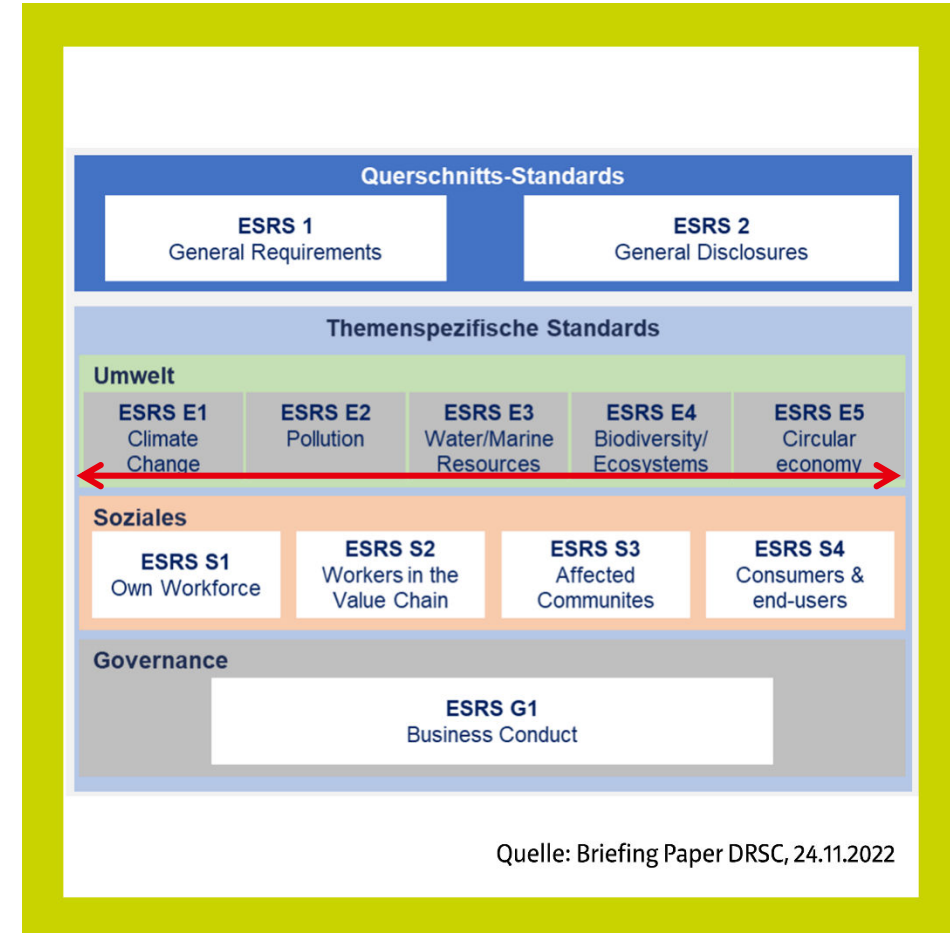 Querschnitts-Standards
ESRS 1
General Requirements
ESRS 2
General Disclosures
Themenspezifische Standards
Umwelt
ESRS E1
Climate
Change
ESRS E2
Pollution
ESRS E3
Water/Marine
Resources
ESRS E4
Biodiversity/
Ecosystems
ESRS E5
Circular
economy
Soziales
ESRS S1
Own Workforce
ESRS S2
Workers in the
Value Chain
ESRS S3
Affected
Communites
ESRS S4
Consumers &
end-users
Governance
ESRS G1
Business Conduct
Quelle: Briefing Paper DRSC, 24.11.2022